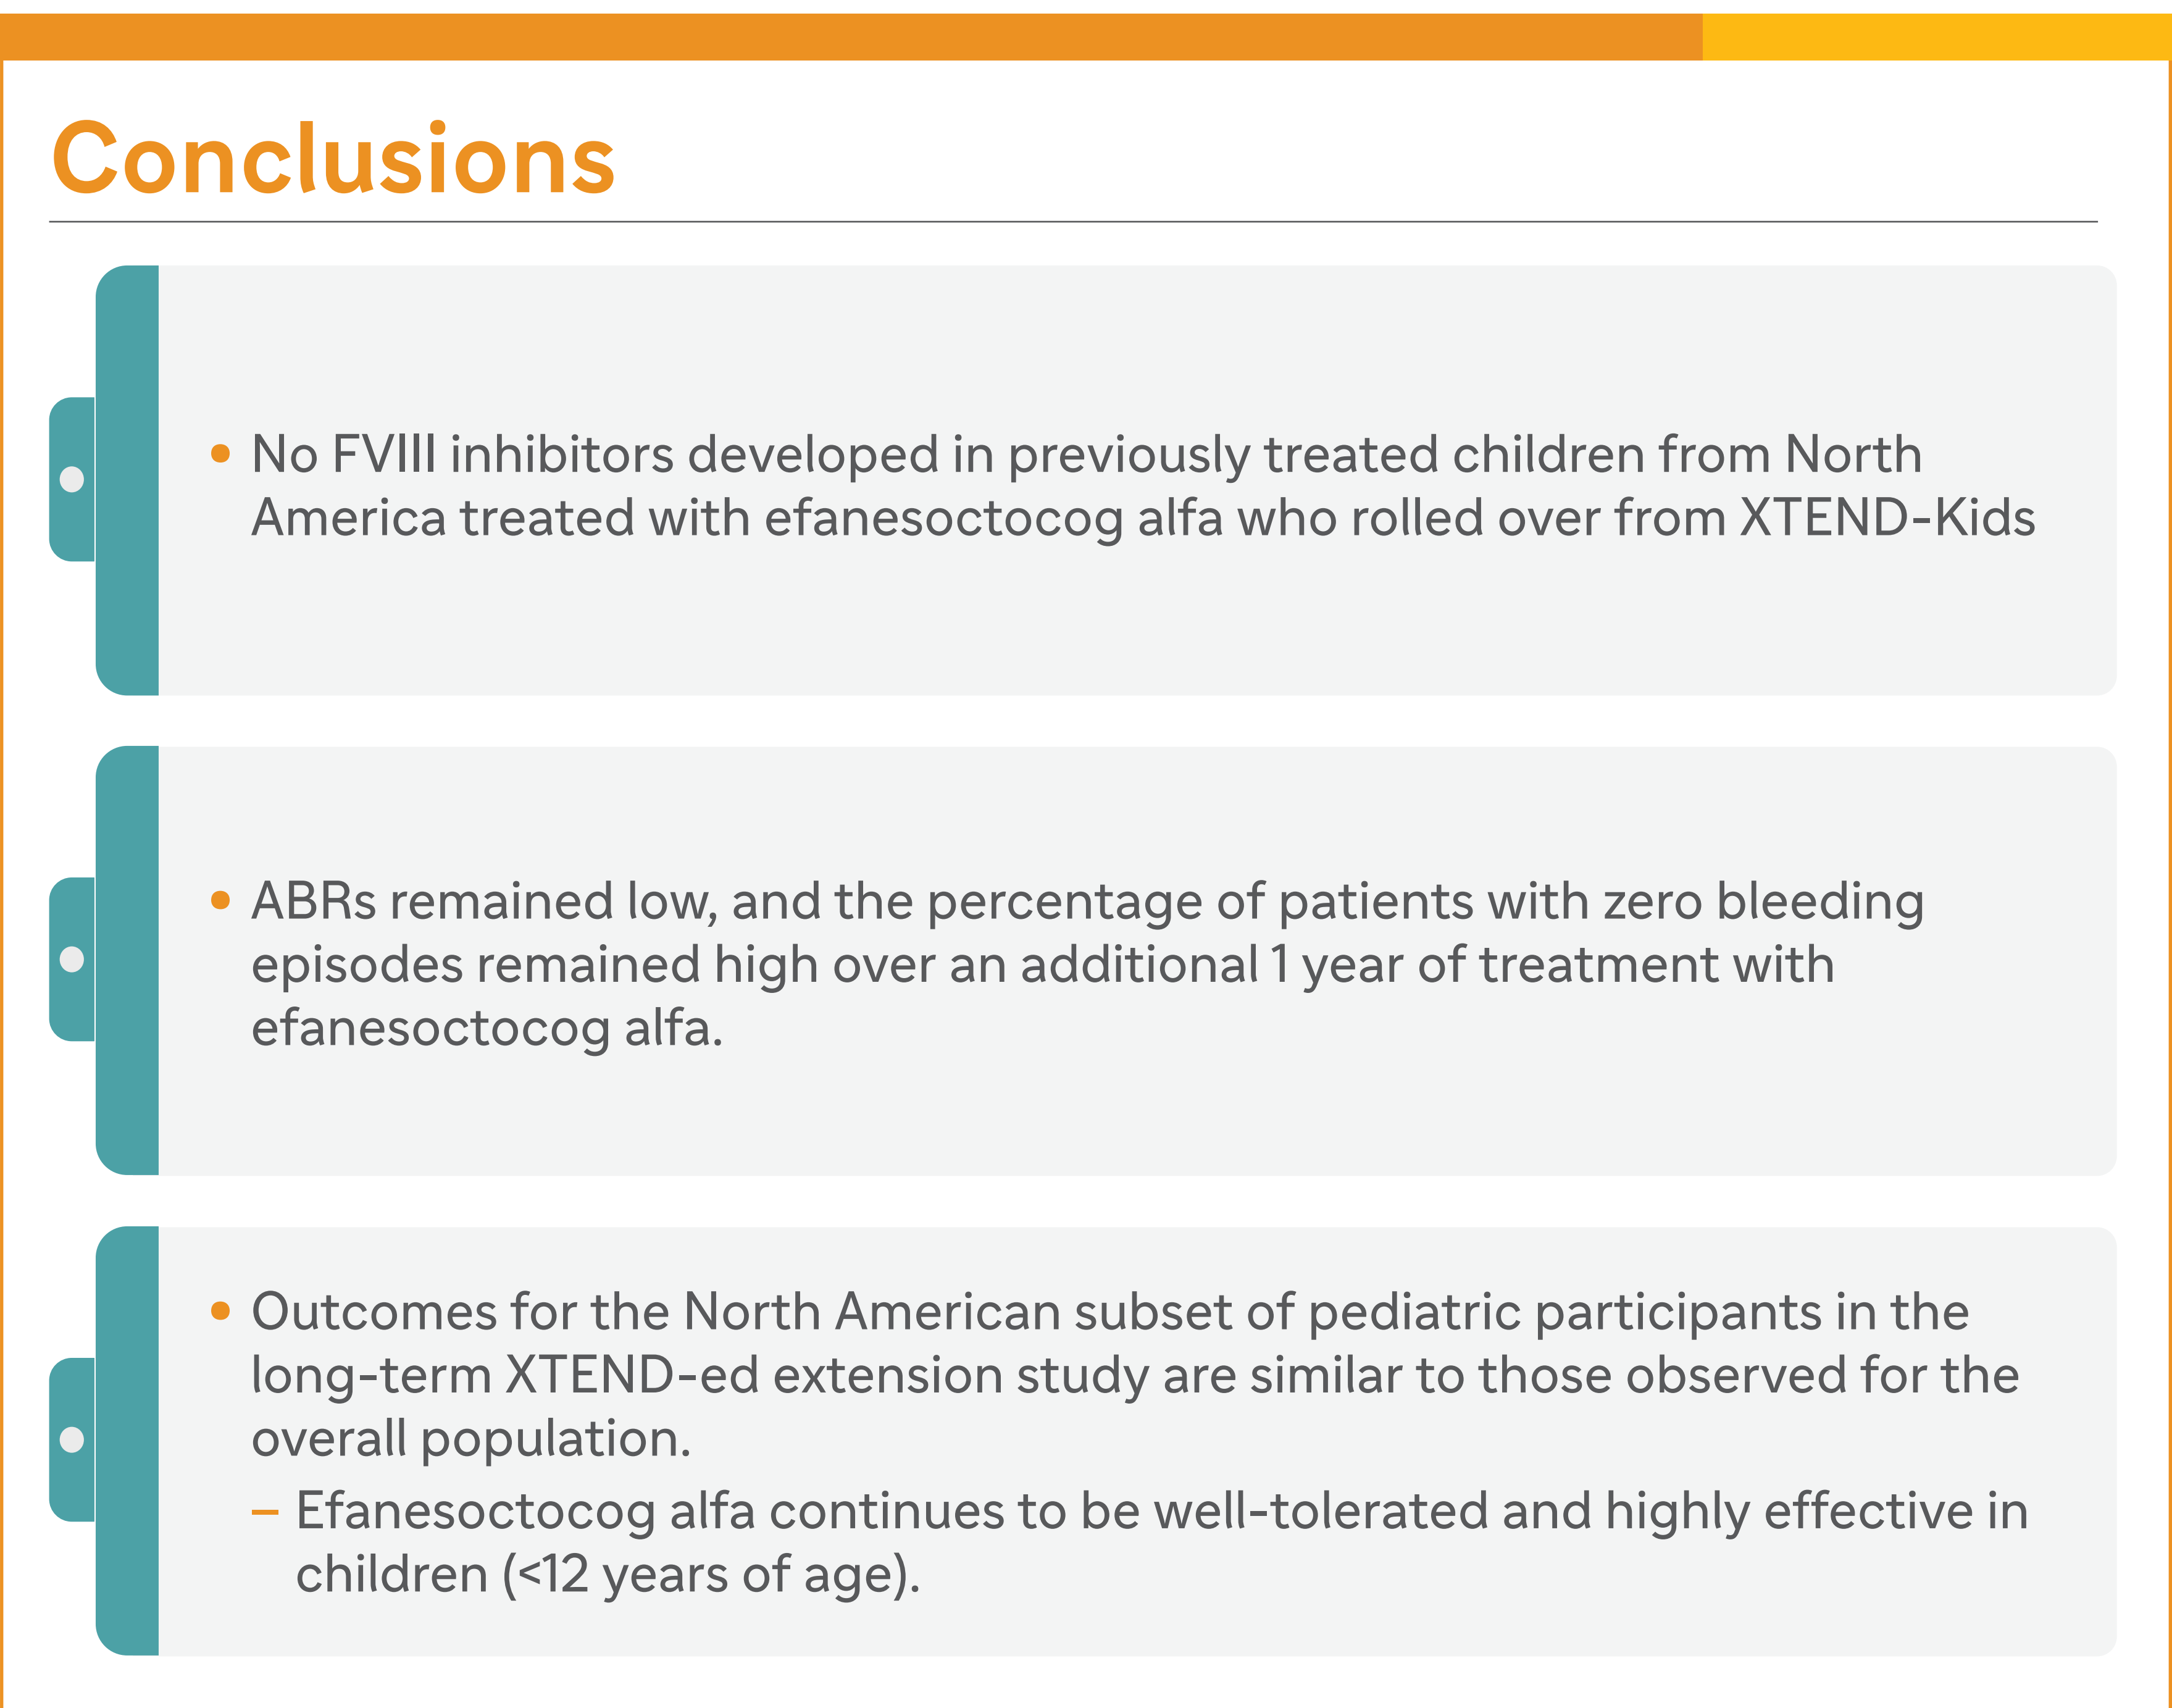 Conclusions
• No FVIII inhibitors developed in previously treated children from North
America treated with efanesoctocog alfa who rolled over from XTEND-Kids
• ABRs remained low, and the percentage of patients with zero bleeding
episodes remained high over an additional 1 year of treatment with
efanesoctocog alfa.
• Outcomes for the North American subset of pediatric participants in the
long-term XTEND-ed extension study are similar to those observed for the
overall population.
– Efanesoctocog alfa continues to be well-tolerated and highly effective in
children (<12 years of age).